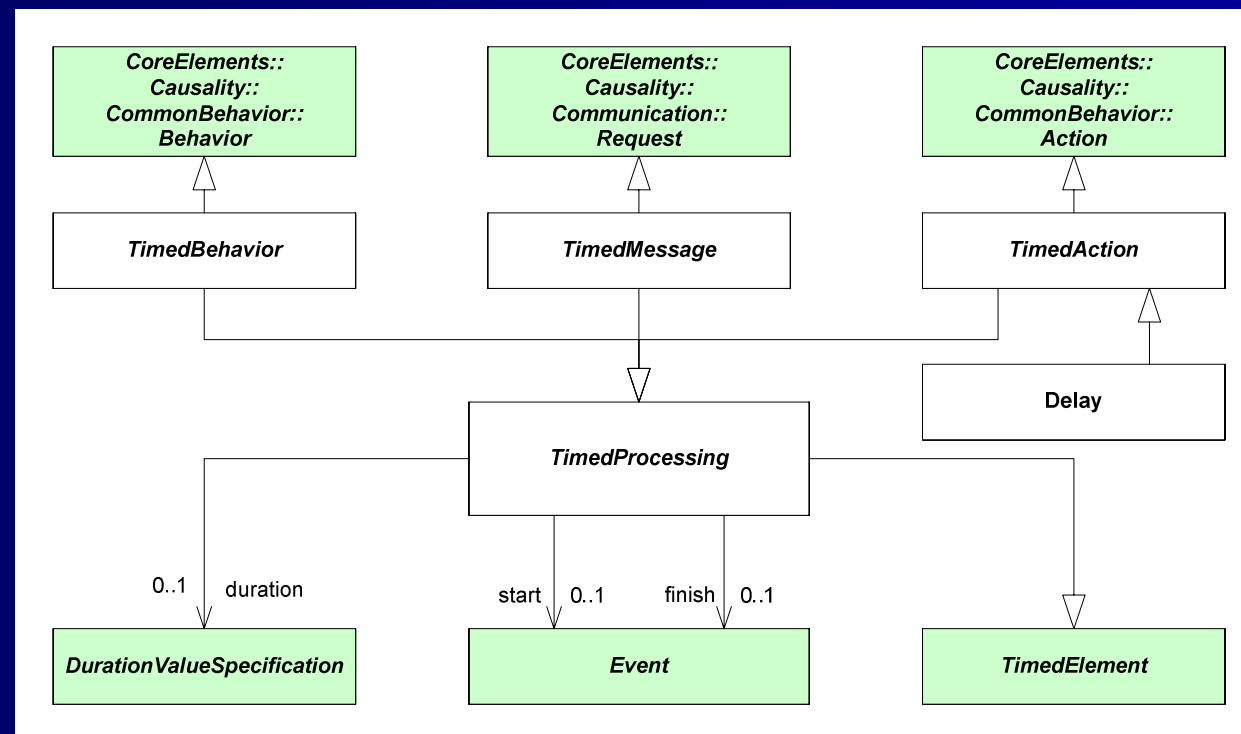 CoreElements::
Causality::
CommonBehavior::
Behavior
CoreElements::
Causality::
Communication::
Request
CoreElements::
Causality::
CommonBehavior::
Action
TimedBehavior
TimedMessage
TimedAction
Delay
TimedProcessing
0..1 duration
start 0..1
finish 0..1
DurationValueSpecification
Event
TimedElement